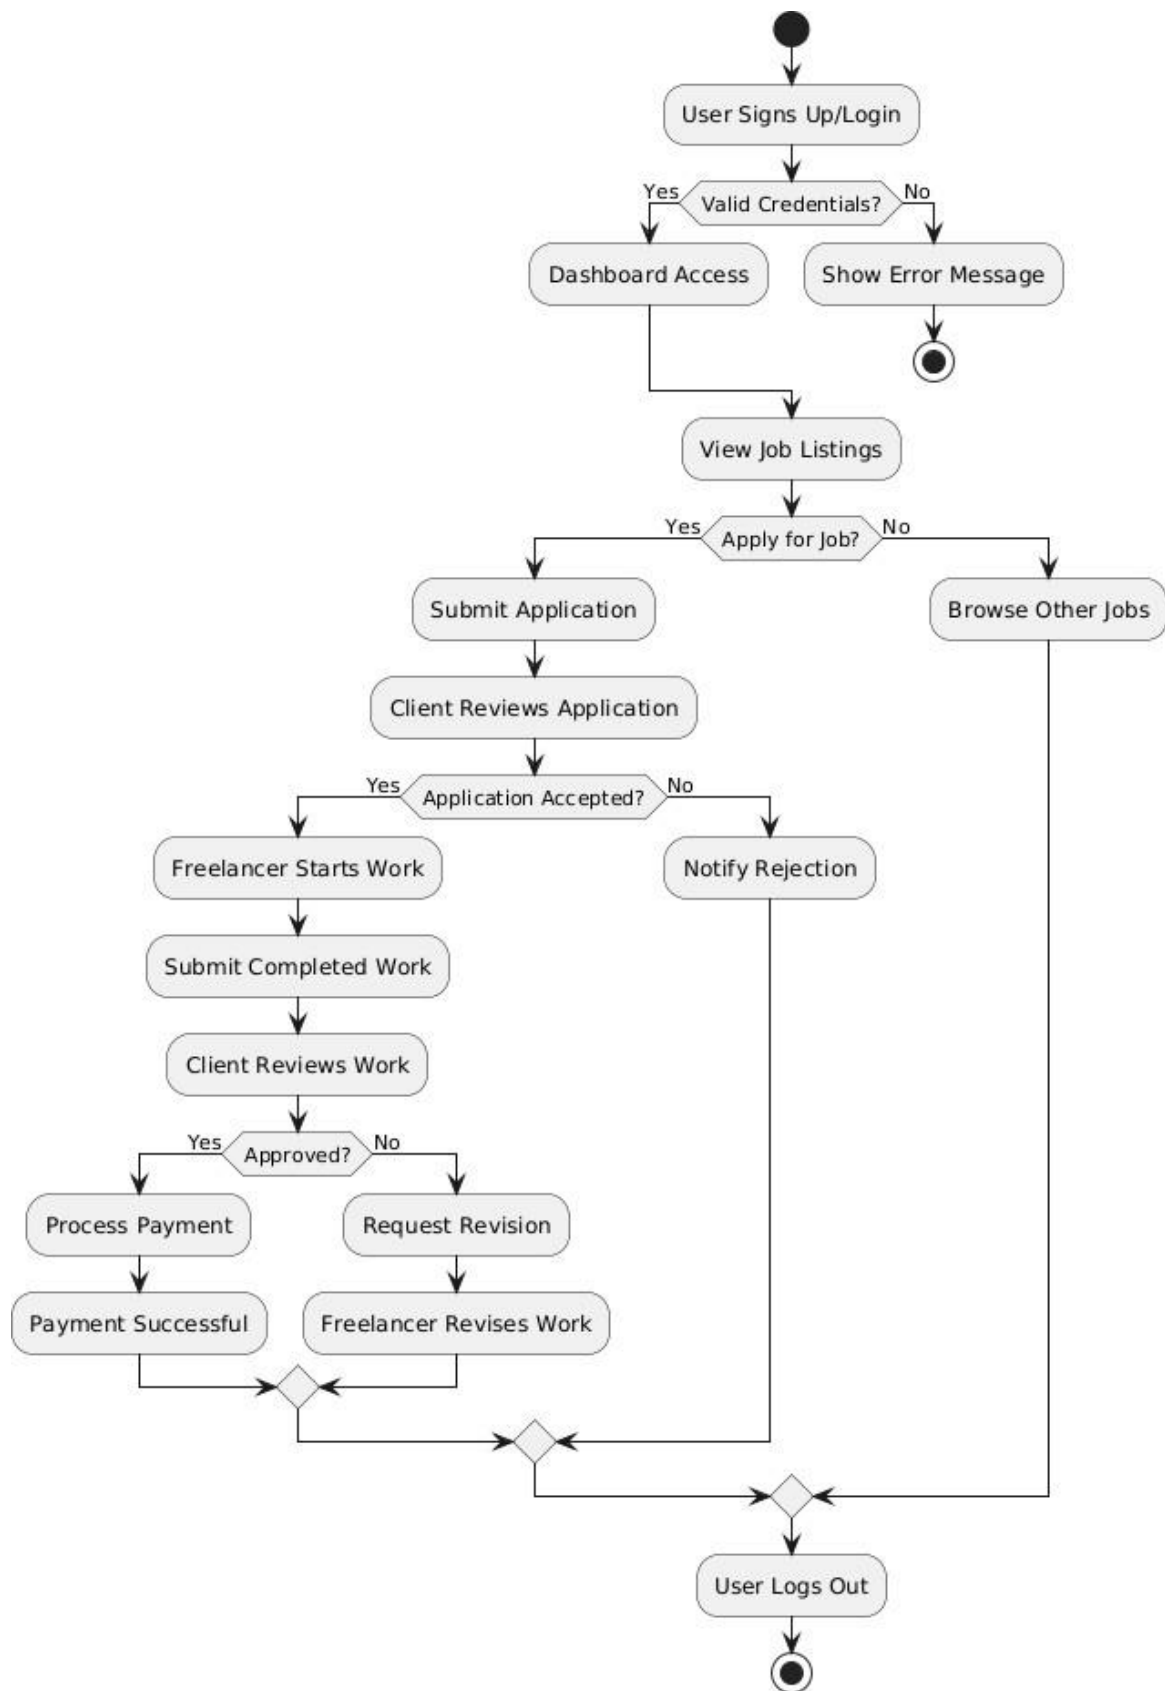 User Signs Up/Login
Yes
Valid Credentials?
No
Dashboard Access
Show Error Message
View Job Listings
Yes
Apply for Job?
No
Submit Application
Browse Other Jobs
Client Reviews Application
Yes
Application Accepted?
No
Freelancer Starts Work
Notify Rejection
Submit Completed Work
Client Reviews Work
Yes
Approved?
No
Process Payment
Request Revision
Payment Successful
Freelancer Revises Work
User Logs Out